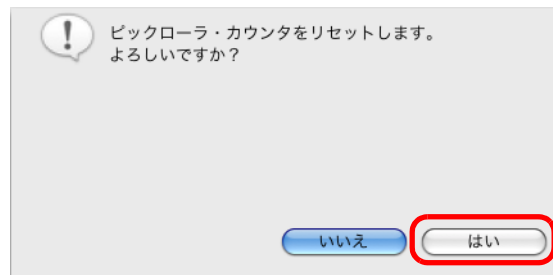 ピックローラ・カウンタをリセットします。
よろしいですか？
いいえ
はい